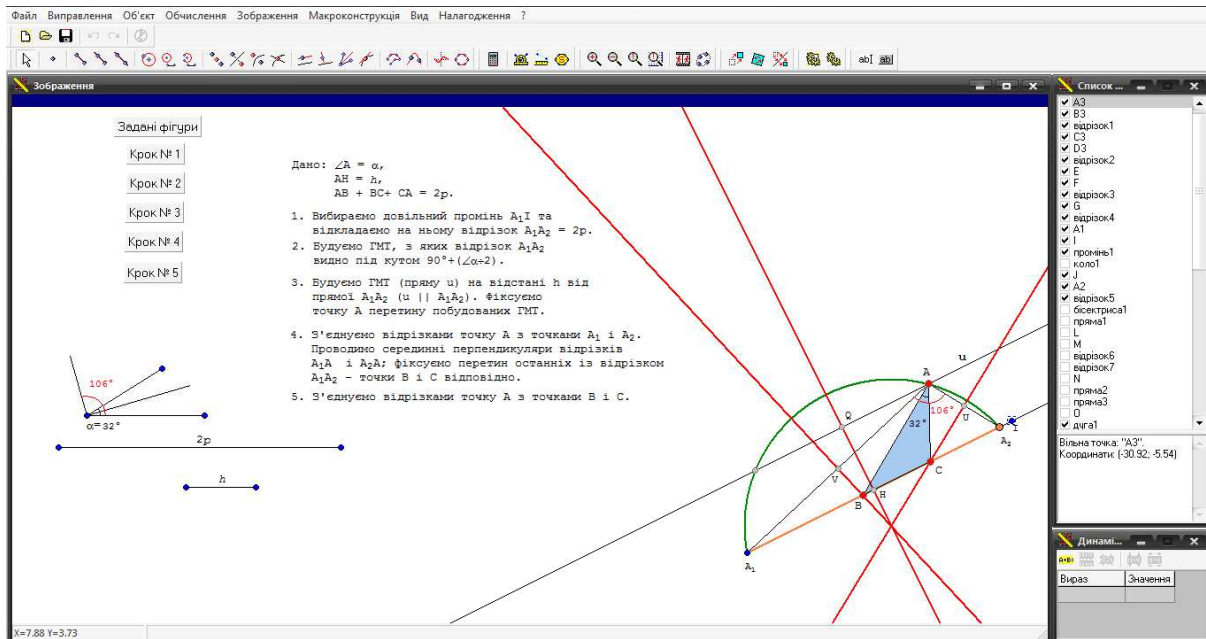 Файл Виправлення Об'єкт Обчислення Зображення Макроконструкція Вид Налагодження ?
abI ab
Зображення
Задані фігури
Крок № 1
Крок № 2
Крок № 3
Крок № 4
Крок № 5
Дано: ∠A = α,
AH = h,
AB + BC+ CA = 2p.
1. Вибираємо довільний промінь A₁I та
відкладаємо на ньому відрізок A₁A₂ = 2p.
2. Будуємо ГМТ, з яких відрізок A₁A₂
видно під кутом 90°+(∠α÷2).
3. Будуємо ГМТ (пряму u) на відстані h від
прямої A₁A₂ (u || A₁A₂). Фіксуємо
точку A перетину побудованих ГМТ.
4. З'єднуємо відрізками точку A з точками A₁ і A₂.
Проводимо серединні перпендикуляри відрізків
A₁A і A₂A; фіксуємо перетин останніх із відрізком
A₁A₂ – точки B і C відповідно.
5. З'єднуємо відрізками точку A з точками B і C.
106°
α=32°
2p
h
u
A
106°
32°
Q
U
I
A₂
V
C
H
B
A₁
Список ...
A3
B3
відрізок1
C3
D3
відрізок2
E
F
відрізок3
G
відрізок4
A1
I
промінь1
коло1
J
A2
відрізок5
бісектриса1
пряма1
L
M
відрізок6
відрізок7
N
пряма2
пряма3
O
дуга1
Вільна точка: "A3".
Координати: (-30.92; -5.54)
Динамі...
Вираз Значення
X=7.88 Y=3.73